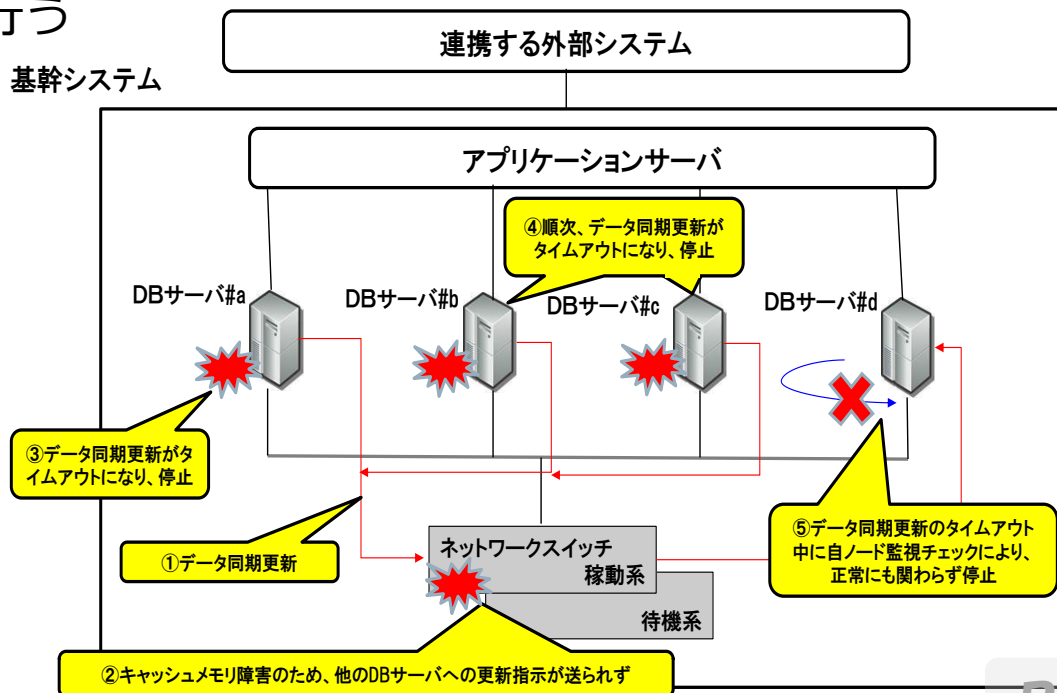 行う
連携する外部システム
基幹システム
アプリケーションサーバ
④順次、データ同期更新が
タイムアウトになり、停止
DBサーバ#a
DBサーバ#b
DBサーバ#c
DBサーバ#d
③データ同期更新がタ
イムアウトになり、停止
①データ同期更新
ネットワークスイッチ
稼動系
待機系
⑤データ同期更新のタイムアウト
中に自ノード監視チェックにより、
正常にも関わらず停止
②キャッシュメモリ障害のため、他のDBサーバへの更新指示が送られず